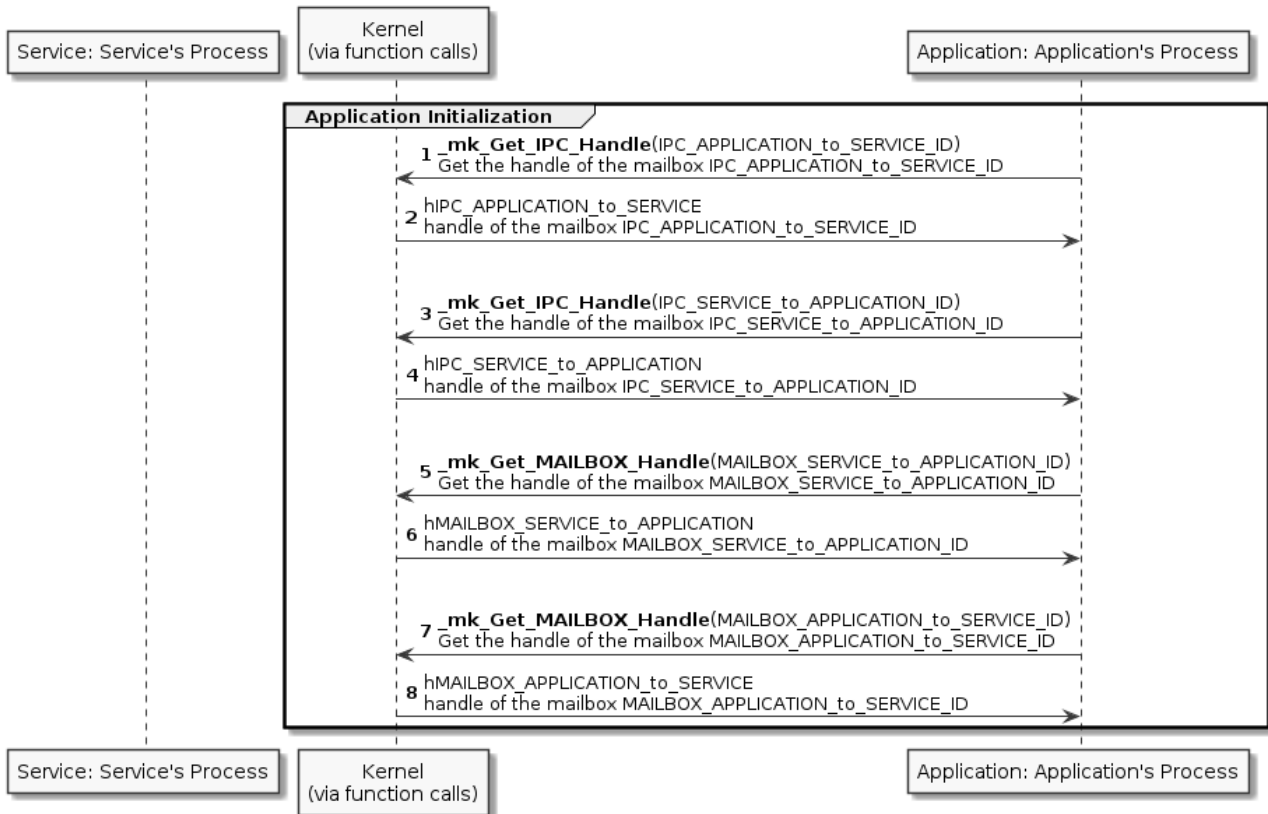 Service: Service's Process
Kernel
(via function calls)
Application: Application's Process
Application Initialization
1 _mk_Get_IPC_Handle(IPC_APPLICATION_to_SERVICE_ID)
Get the handle of the mailbox IPC_APPLICATION_to_SERVICE_ID
2 hIPC_APPLICATION_to_SERVICE
handle of the mailbox IPC_APPLICATION_to_SERVICE_ID
3 _mk_Get_IPC_Handle(IPC_SERVICE_to_APPLICATION_ID)
Get the handle of the mailbox IPC_SERVICE_to_APPLICATION_ID
4 hIPC_SERVICE_to_APPLICATION
handle of the mailbox IPC_SERVICE_to_APPLICATION_ID
5 _mk_Get_MAILBOX_Handle(MAILBOX_SERVICE_to_APPLICATION_ID)
Get the handle of the mailbox MAILBOX_SERVICE_to_APPLICATION_ID
6 hMAILBOX_SERVICE_to_APPLICATION
handle of the mailbox MAILBOX_SERVICE_to_APPLICATION_ID
7 _mk_Get_MAILBOX_Handle(MAILBOX_APPLICATION_to_SERVICE_ID)
Get the handle of the mailbox MAILBOX_APPLICATION_to_SERVICE_ID
8 hMAILBOX_APPLICATION_to_SERVICE
handle of the mailbox MAILBOX_APPLICATION_to_SERVICE_ID
Service: Service's Process
Kernel
(via function calls)
Application: Application's Process